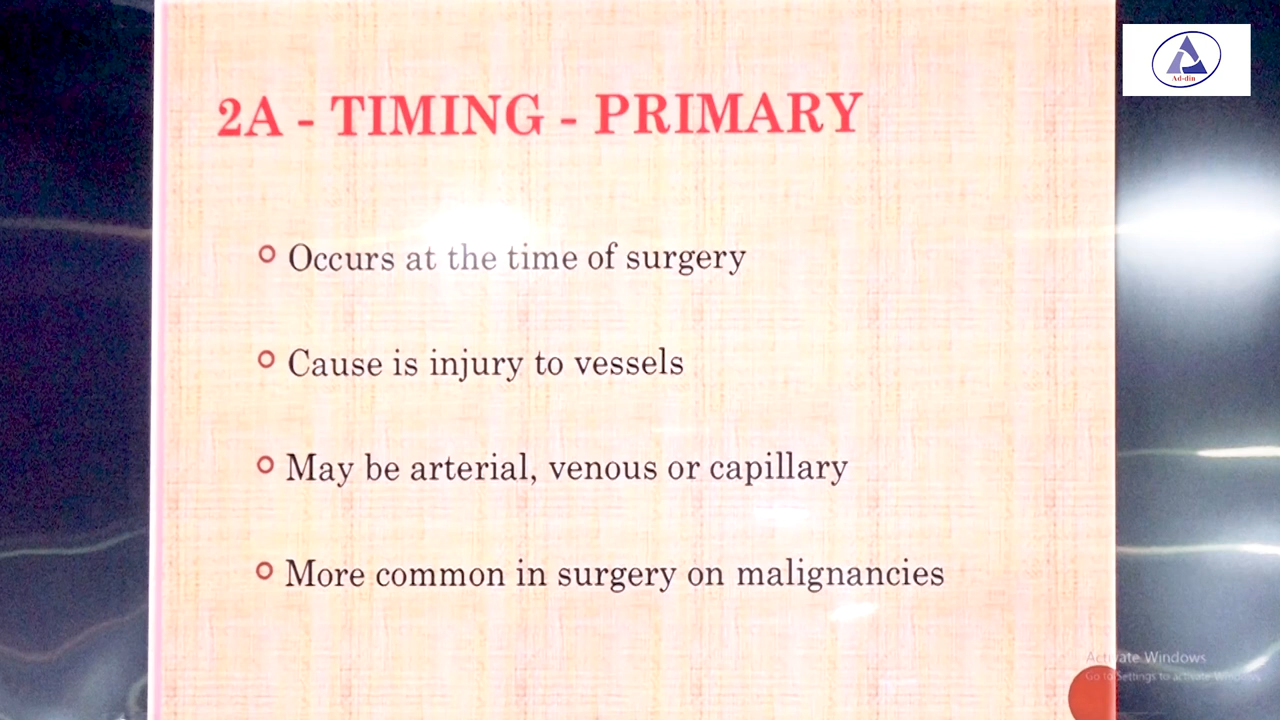 2A - TIMING - PRIMARY
Occurs at the time of surgery
Cause is injury to vessels
May be arterial, venous or capillary
More common in surgery on malignancies
Ad-din
Activate Windows
Go to Settings to activate Windows.